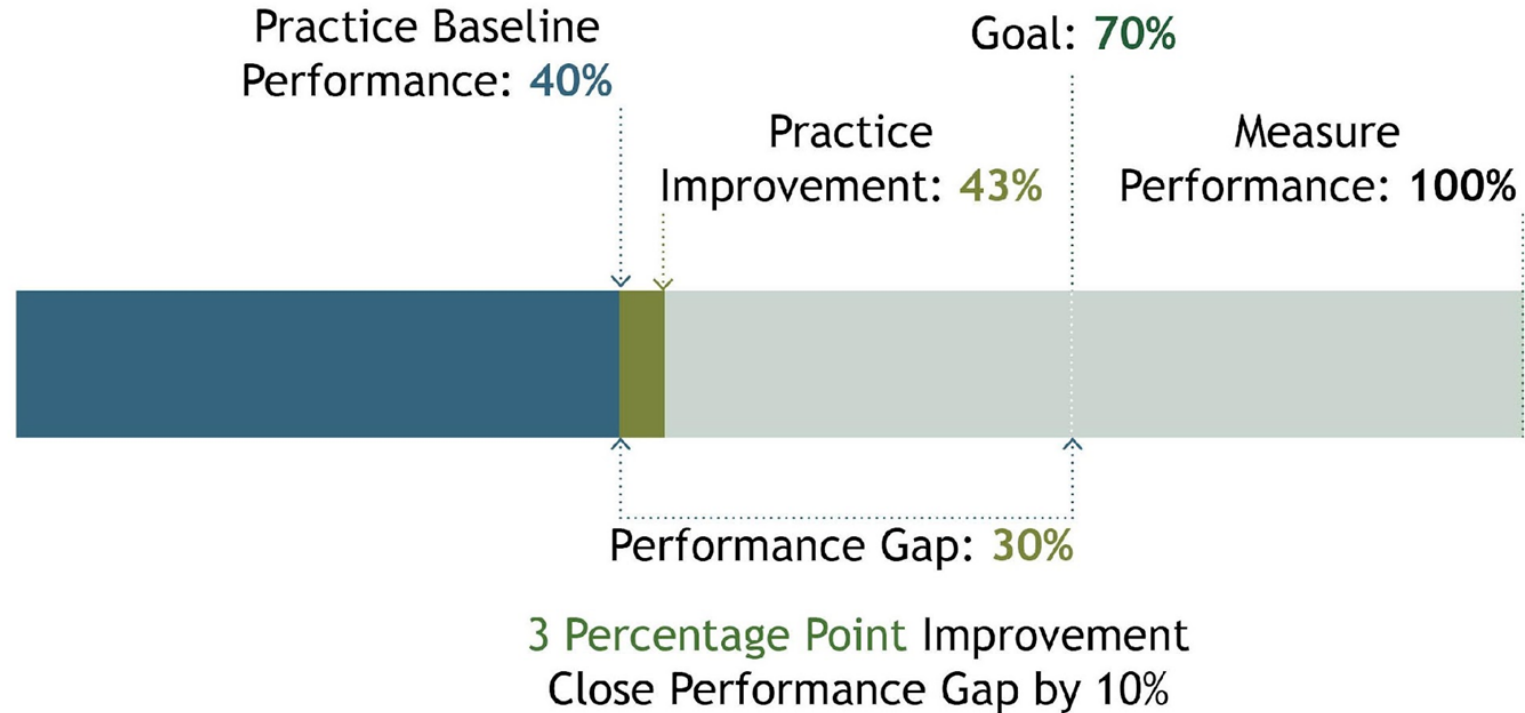 Practice Baseline
Performance: 40%
Goal: 70%
Practice
Improvement: 43%
Measure
Performance: 100%
Performance Gap: 30%
3 Percentage Point Improvement
Close Performance Gap by 10%